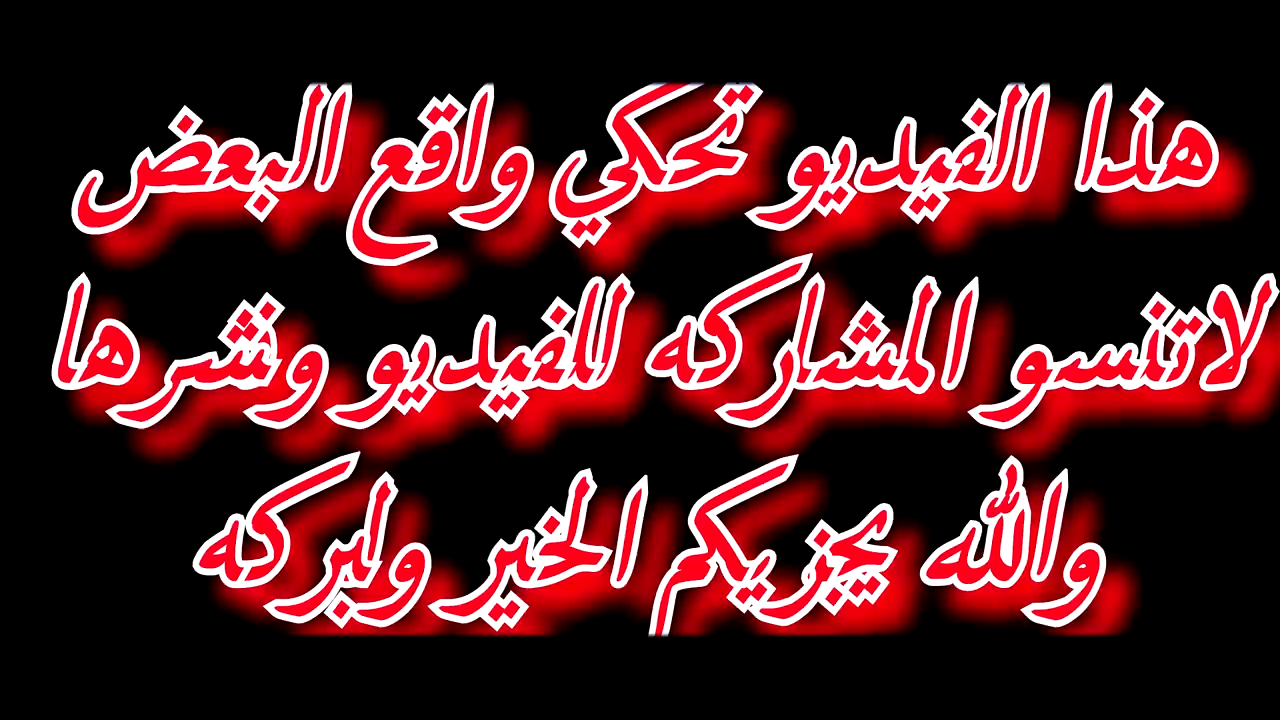 هذا الفيديو تحكي واقع البعض
لاتنسو المشاركه للفيديو ونشرها
والله يجزيكم الخير ولبركه